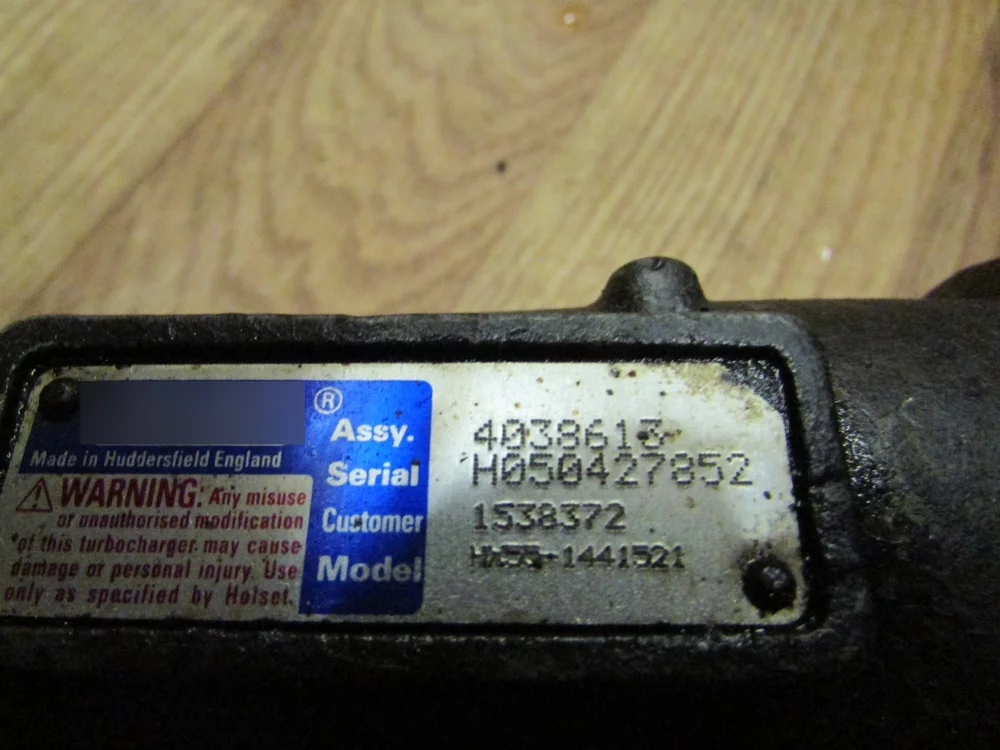 ®
Made in Huddersfield England
WARNING: Any misuse
or unauthorised modification
of this turbocharger may cause
damage or personal injury. Use
only as specified by Holset.
Assy. 4038613
Serial H050427852
Customer 1538372
Model HX55-1441521